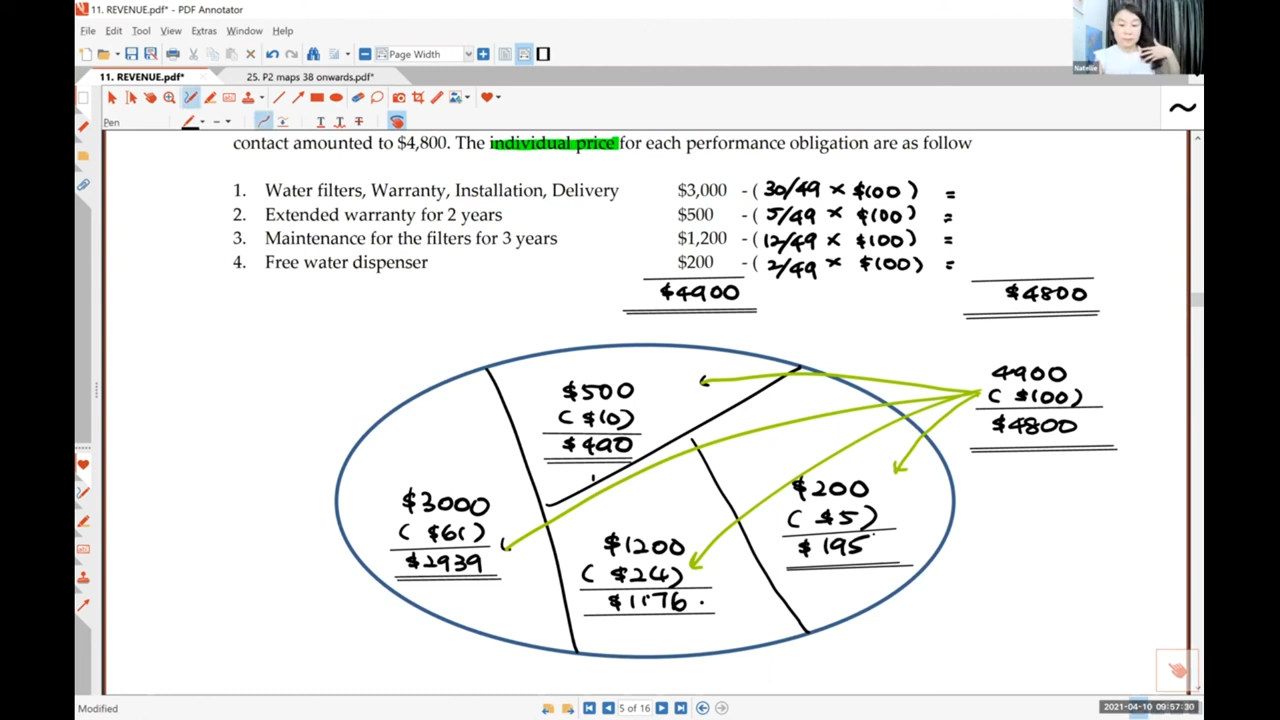 11. REVENUE.pdf* - PDF Annotator
File Edit Tool View Extras Window Help
Page Width
11. REVENUE.pdf* 25. P2 maps 38 onwards.pdf*
Pen
Natellie
contact amounted to $4,800. The individual price for each performance obligation are as follow
1. Water filters, Warranty, Installation, Delivery $3,000 - ( 30/49 × $100 ) =
2. Extended warranty for 2 years $500 - ( 5/49 × $100 ) =
3. Maintenance for the filters for 3 years $1,200 - ( 12/49 × $100 ) =
4. Free water dispenser $200 - ( 2/49 × $100 ) =
$4900 $4800
4900
( $100 )
$4800
$500
( $10 )
$490
$3000
( $61 )
$2939
$1200
( $24 )
$1176
$200
( $5 )
$195
Modified 5 of 16 2021-04-10 09:57:30